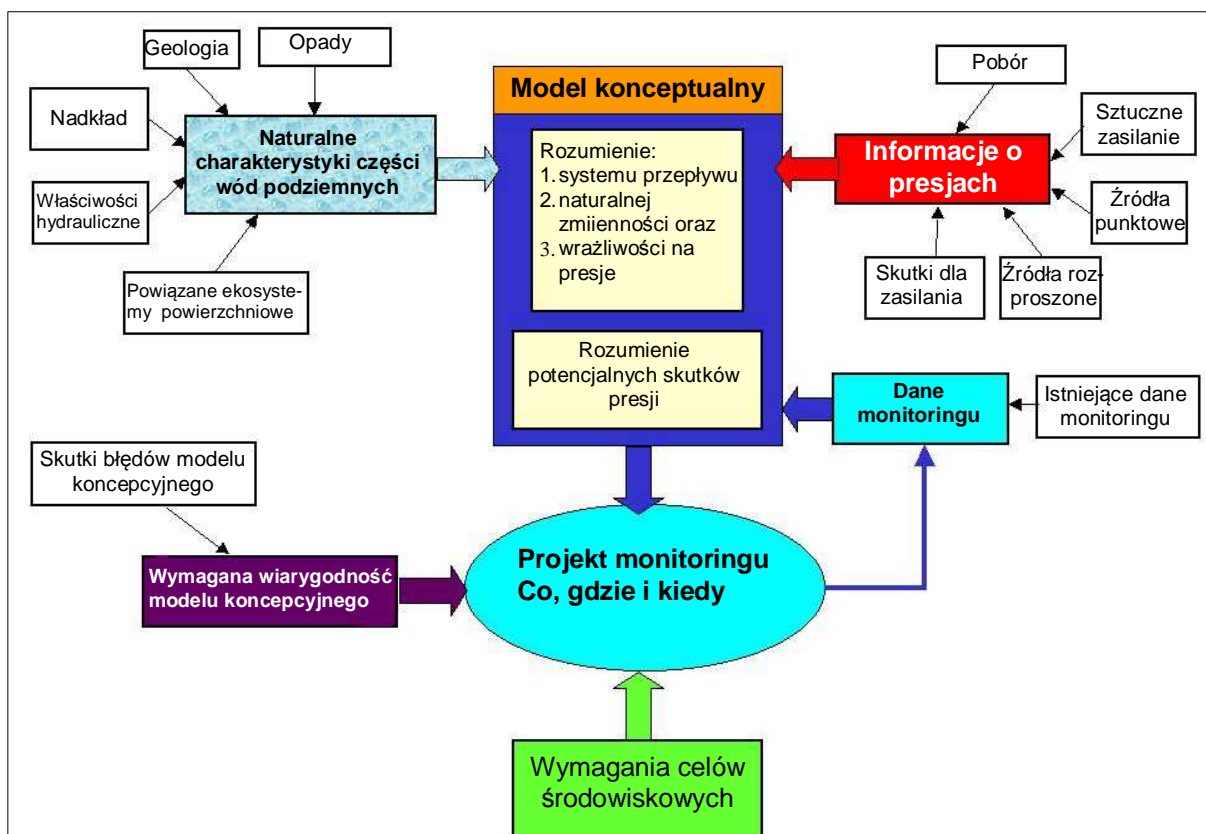 Geologia
Opady
Nadkład
Właściwości
hydrauliczne
Naturalne
charakterystyki części
wód podziemnych
Powiązane ekosyste-
my powierzchniowe
Model konceptualny
Rozumienie:
1. systemu przepływu
2. naturalnej
zmiienności oraz
3. wrażliwości na
presje
Rozumienie
potencjalnych skutków
presji
Pobór
Sztuczne
zasilanie
Informacje o
presjach
Źródła
punktowe
Skutki dla
zasilania
Źródła roz-
proszone
Dane
monitoringu
Istniejące dane
monitoringu
Skutki błędów modelu
koncepcyjnego
Wymagana wiarygodność
modelu koncepcyjnego
Projekt monitoringu
Co, gdzie i kiedy
Wymagania celów
środowiskowych